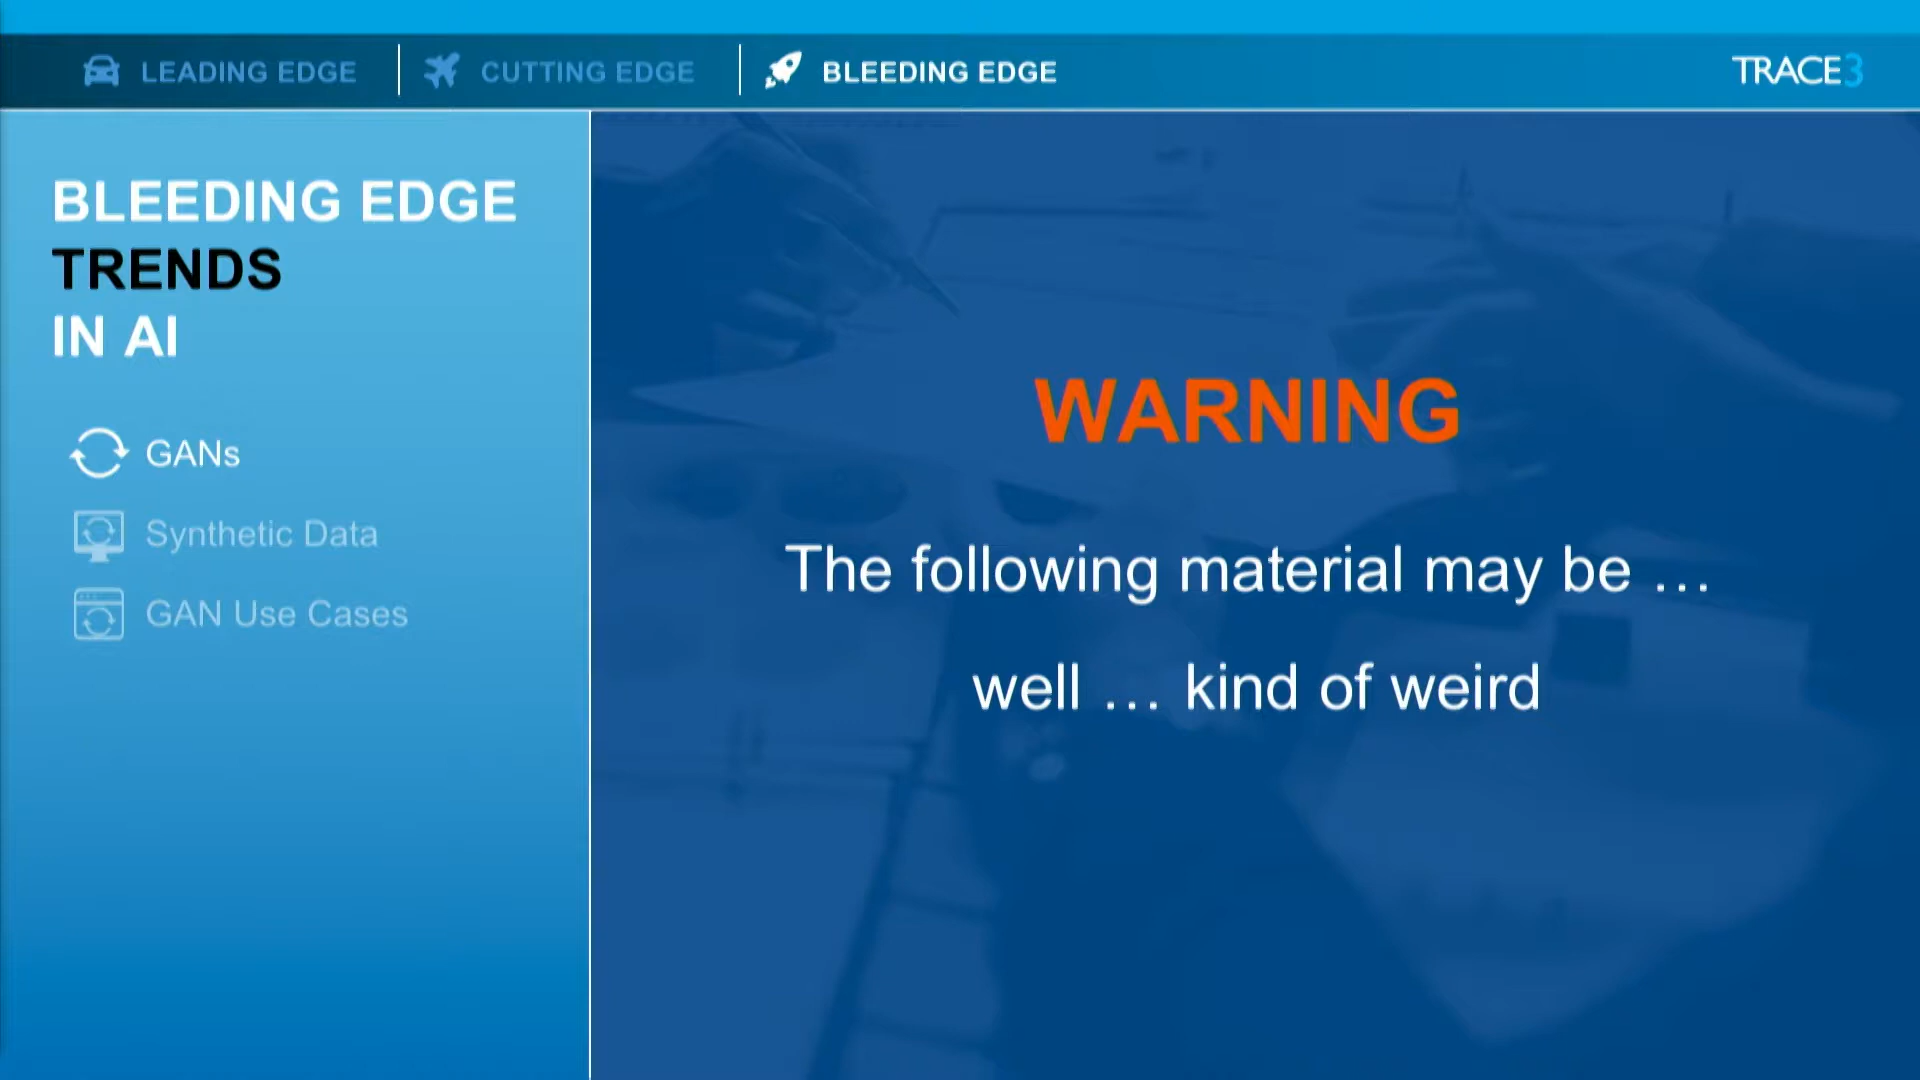 LEADING EDGE
CUTTING EDGE
BLEEDING EDGE
TRACE3
BLEEDING EDGE
TRENDS
IN AI
GANs
Synthetic Data
GAN Use Cases
WARNING
The following material may be …
well … kind of weird